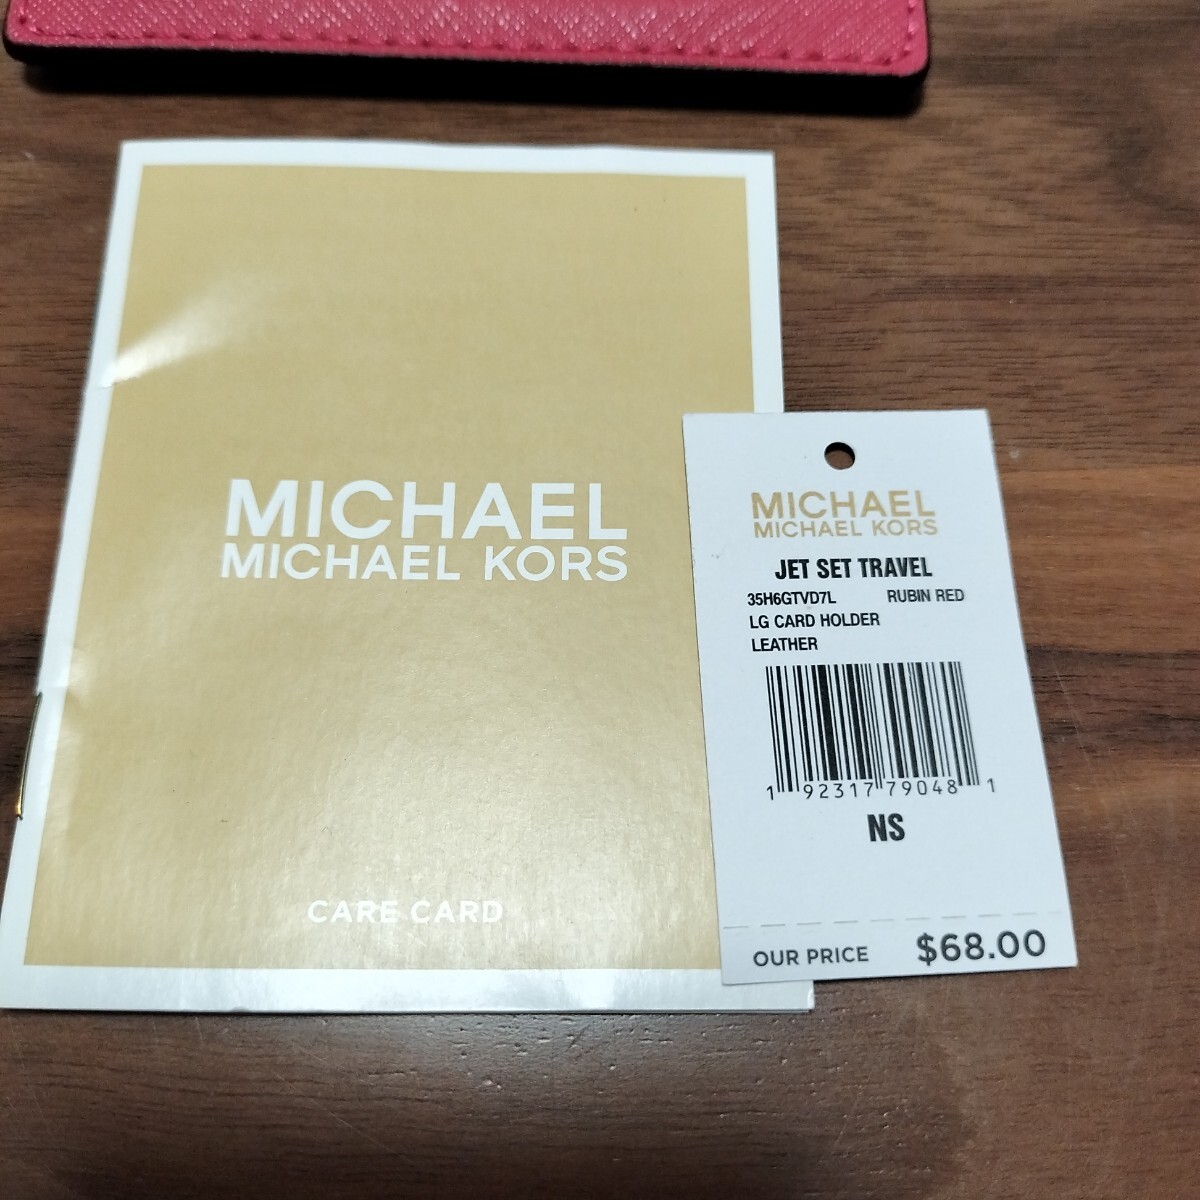 MICHAEL
MICHAEL KORS
CARE CARD
MICHAEL
MICHAEL KORS
JET SET TRAVEL
35H6GTVD7L RUBIN RED
LG CARD HOLDER
LEATHER
1 92317 79048 1
NS
OUR PRICE $68.00